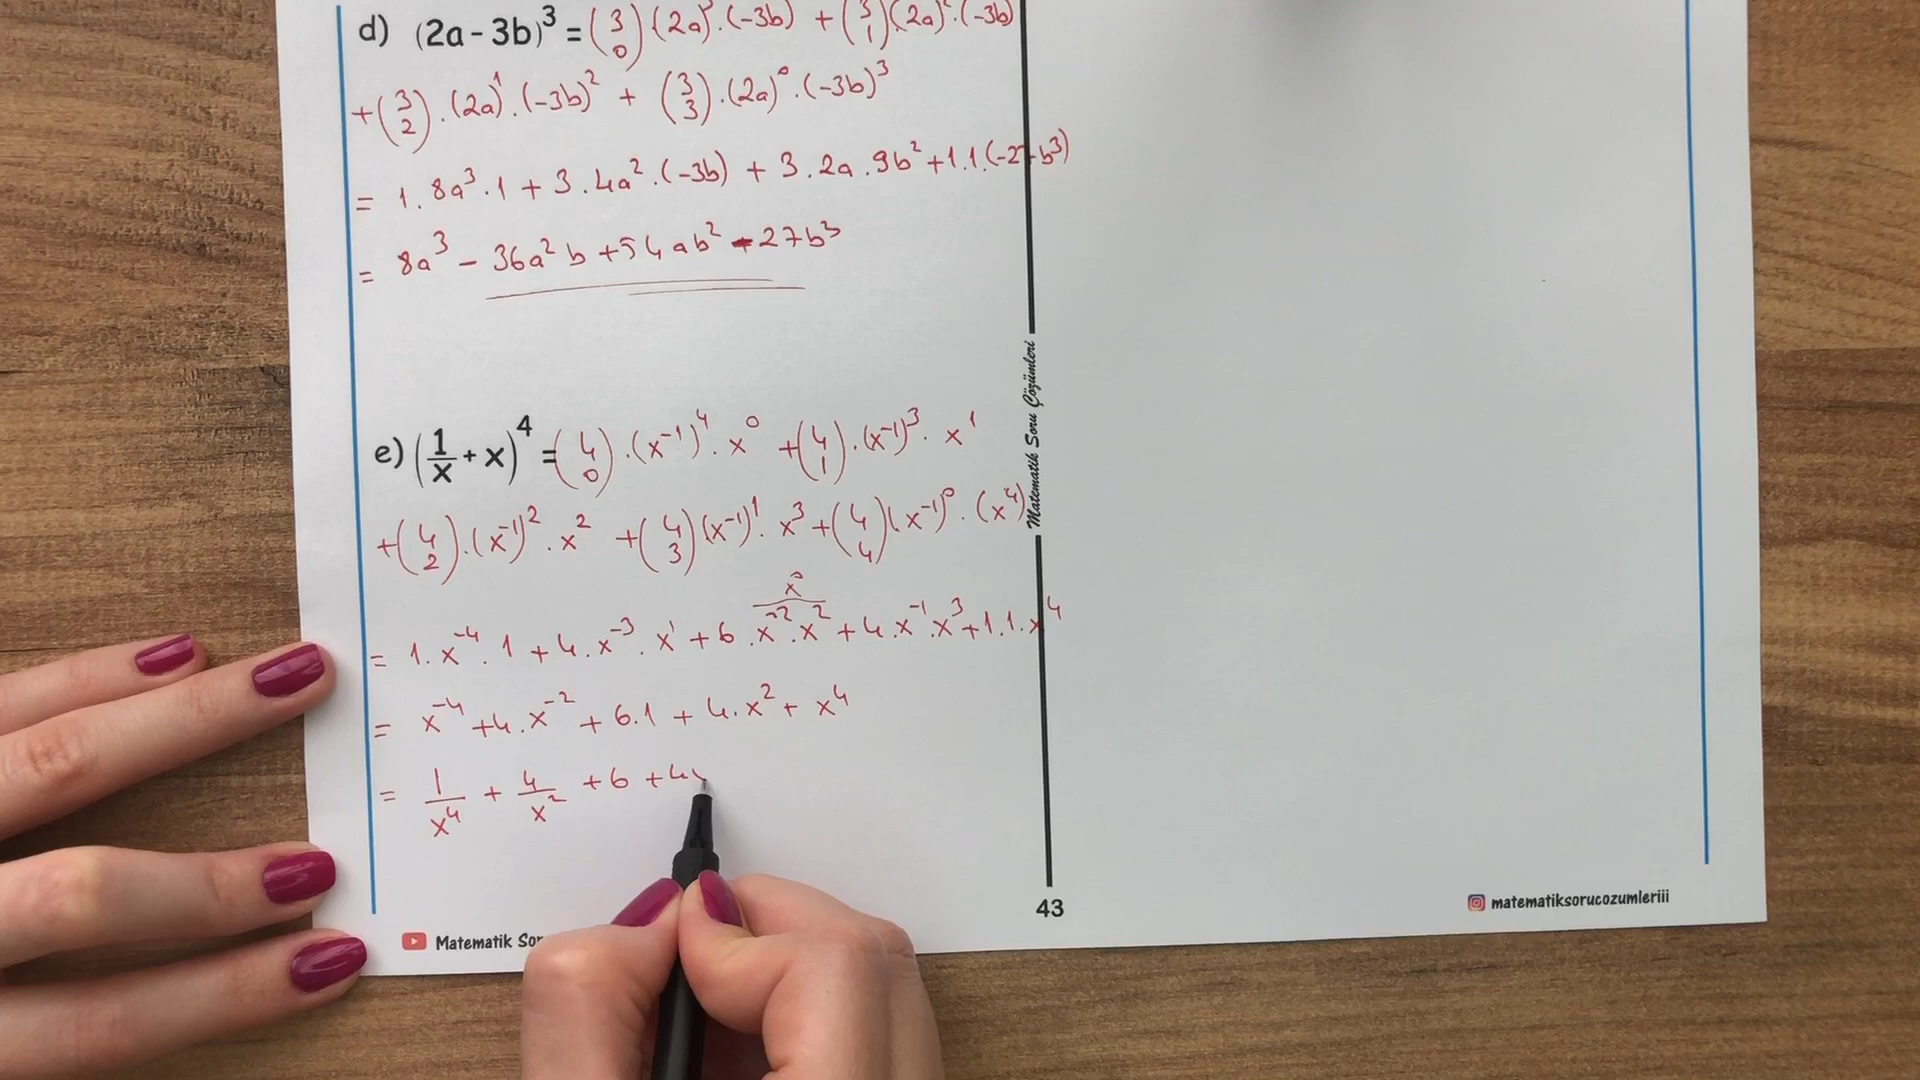 d) (2a-3b)³ = (3 0)(2a)³.(-3b) + (3 1).(2a)².(-3b)
+(3 2).(2a)¹.(-3b)² + (3 3).(2a)⁰.(-3b)³
= 1.8a³.1 + 3.4a².(-3b) + 3.2a.9b² + 1.1.(-27b³)
= 8a³ - 36a²b + 54ab² - 27b³
e) (1/x + x)⁴ = (4 0).(x⁻¹)⁴.x⁰ + (4 1).(x⁻¹)³.x¹
+(4 2).(x⁻¹)².x² + (4 3)(x⁻¹)¹.x³ + (4 4)(x⁻¹)⁰.(x⁴)
x⁰
= 1.x⁻⁴.1 + 4.x⁻³.x¹ + 6.x⁻².x² + 4.x⁻¹.x³ + 1.1.x⁴
= x⁻⁴ + 4.x⁻² + 6.1 + 4.x² + x⁴
= 1/x⁴ + 4/x² + 6 + 4
Matematik Soru Çözümleri
43
Matematik Sor
matematiksorucozumleriii